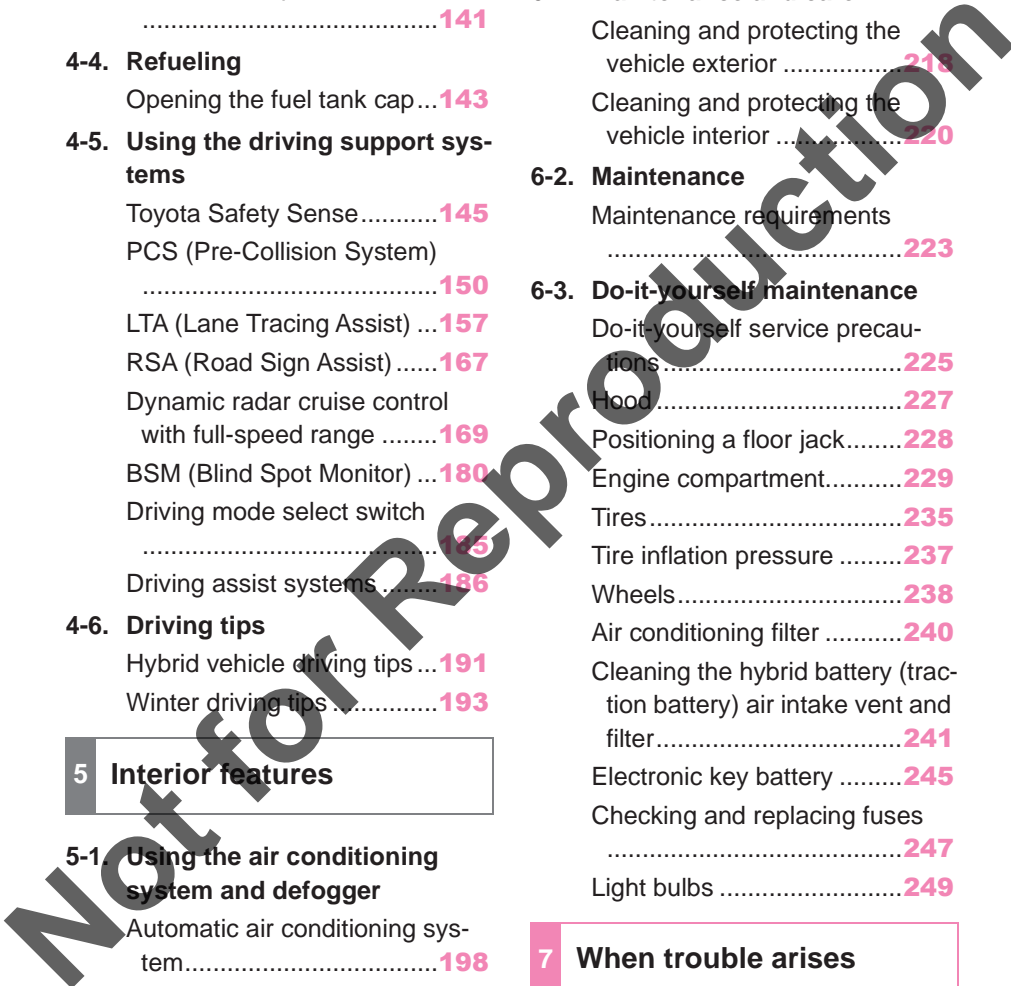 .......................................141
4-4. Refueling
Opening the fuel tank cap...143
4-5. Using the driving support sys-
tems
Toyota Safety Sense...........145
PCS (Pre-Collision System)
.......................................150
LTA (Lane Tracing Assist) ...157
RSA (Road Sign Assist)......167
Dynamic radar cruise control
with full-speed range ........169
BSM (Blind Spot Monitor) ...180
Driving mode select switch
.......................................185
Driving assist systems ........186
4-6. Driving tips
Hybrid vehicle driving tips...191
Winter driving tips ..............193
5 Interior features
5-1. Using the air conditioning
system and defogger
Automatic air conditioning sys-
tem..................................198
Cleaning and protecting the
vehicle exterior ................218
Cleaning and protecting the
vehicle interior .................220
6-2. Maintenance
Maintenance requirements
.......................................223
6-3. Do-it-yourself maintenance
Do-it-yourself service precau-
tions................................225
Hood .................................227
Positioning a floor jack........228
Engine compartment...........229
Tires..................................235
Tire inflation pressure .........237
Wheels..............................238
Air conditioning filter ...........240
Cleaning the hybrid battery (trac-
tion battery) air intake vent and
filter.................................241
Electronic key battery .........245
Checking and replacing fuses
.......................................247
Light bulbs ........................249
7 When trouble arises
Not for Reproduction